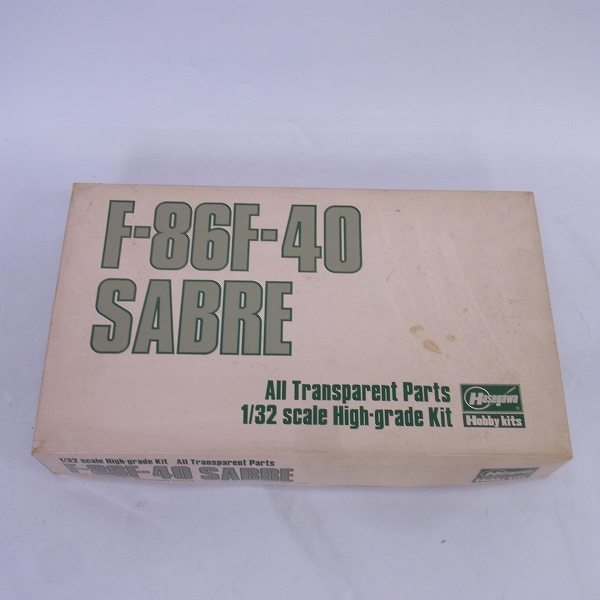 F-86F-40
SABRE
All Transparent Parts
1/32 scale High-grade Kit
Hasegawa
Hobby kits
1/32 scale High-grade Kit All Transparent Parts
F-86F-40 SABRE